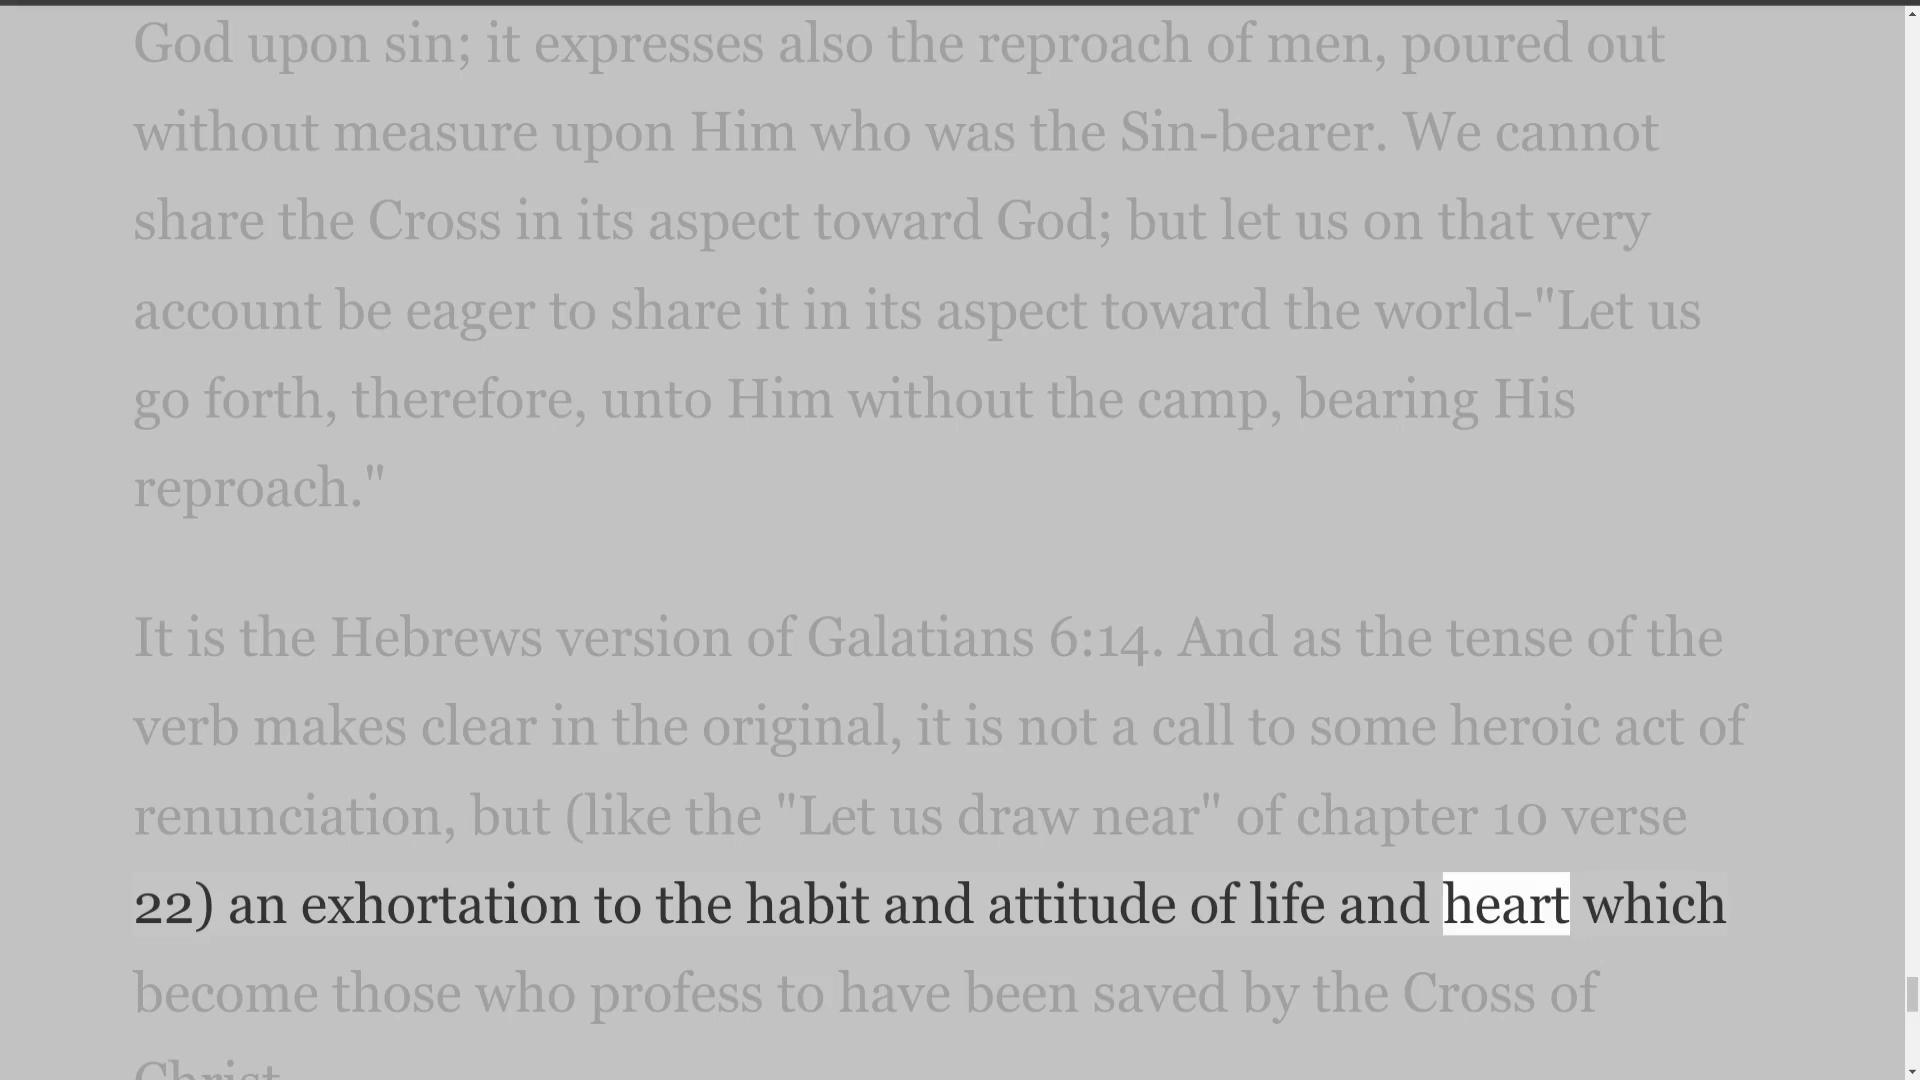 God upon sin; it expresses also the reproach of men, poured out
without measure upon Him who was the Sin-bearer. We cannot
share the Cross in its aspect toward God; but let us on that very
account be eager to share it in its aspect toward the world-"Let us
go forth, therefore, unto Him without the camp, bearing His
reproach."
It is the Hebrews version of Galatians 6:14. And as the tense of the
verb makes clear in the original, it is not a call to some heroic act of
renunciation, but (like the "Let us draw near" of chapter 10 verse
22) an exhortation to the habit and attitude of life and heart which
become those who profess to have been saved by the Cross of
Christ